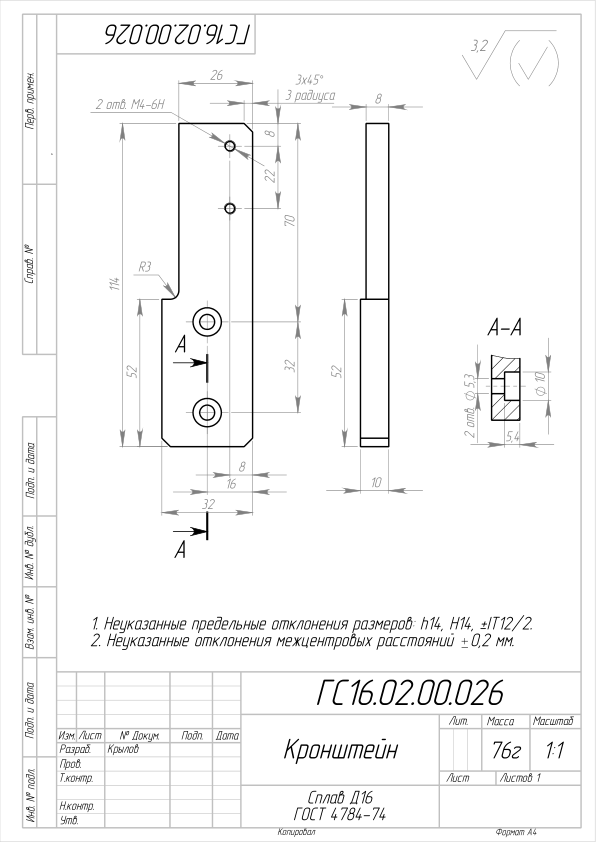 ГС16.02.00.026
3,2
Перв. примен.
Справ. №
Подп. и дата
Инв. № дубл.
Взам. инв. №
Подп. и дата
Инв. № подл.
26
3х45°
3 радиуса
2 отв. М4-6Н
8
22
70
114
R3
52
32
А
А
8
16
32
8
52
10
А-А
2 отв. ∅ 5,3
∅ 10
5,4
1. Неуказанные предельные отклонения размеров: h14, H14, ±IT12/2.
2. Неуказанные отклонения межцентровых расстояний ±0,2 мм.
ГС16.02.00.026
Изм. Лист № Докум. Подп. Дата
Разраб. Крылов
Пров.
Т.контр.
Н.контр.
Утв.
Кронштейн
Лит. Масса Масштаб
76г 1:1
Лист Листов 1
Сплав Д16
ГОСТ 4784-74
Копировал Формат А4